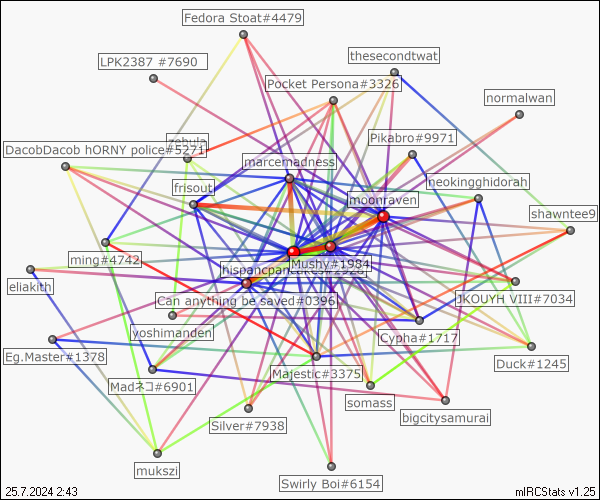 Fedora Stoat#4479
thesecondtwat
LPK2387 #7690
Pocket Persona#3326
normalwan
Pikabro#9971
DacobDacob hORNY police#5271
marcernadness
neokingghidorah
frisout
moonraven
shawntee9
ming#4742
Mushy#1984
eliakith
JKOUYH VIII#7034
Can anything be saved#0396
yoshimanden
Cypha#1717
Eg.Master#1378
Duck#1245
Majestic#3375
Madネコ#6901
somass
bigcitysamurai
Silver#7938
mukszi
Swirly Boi#6154
25.7.2024 2:43
mIRCStats v1.25